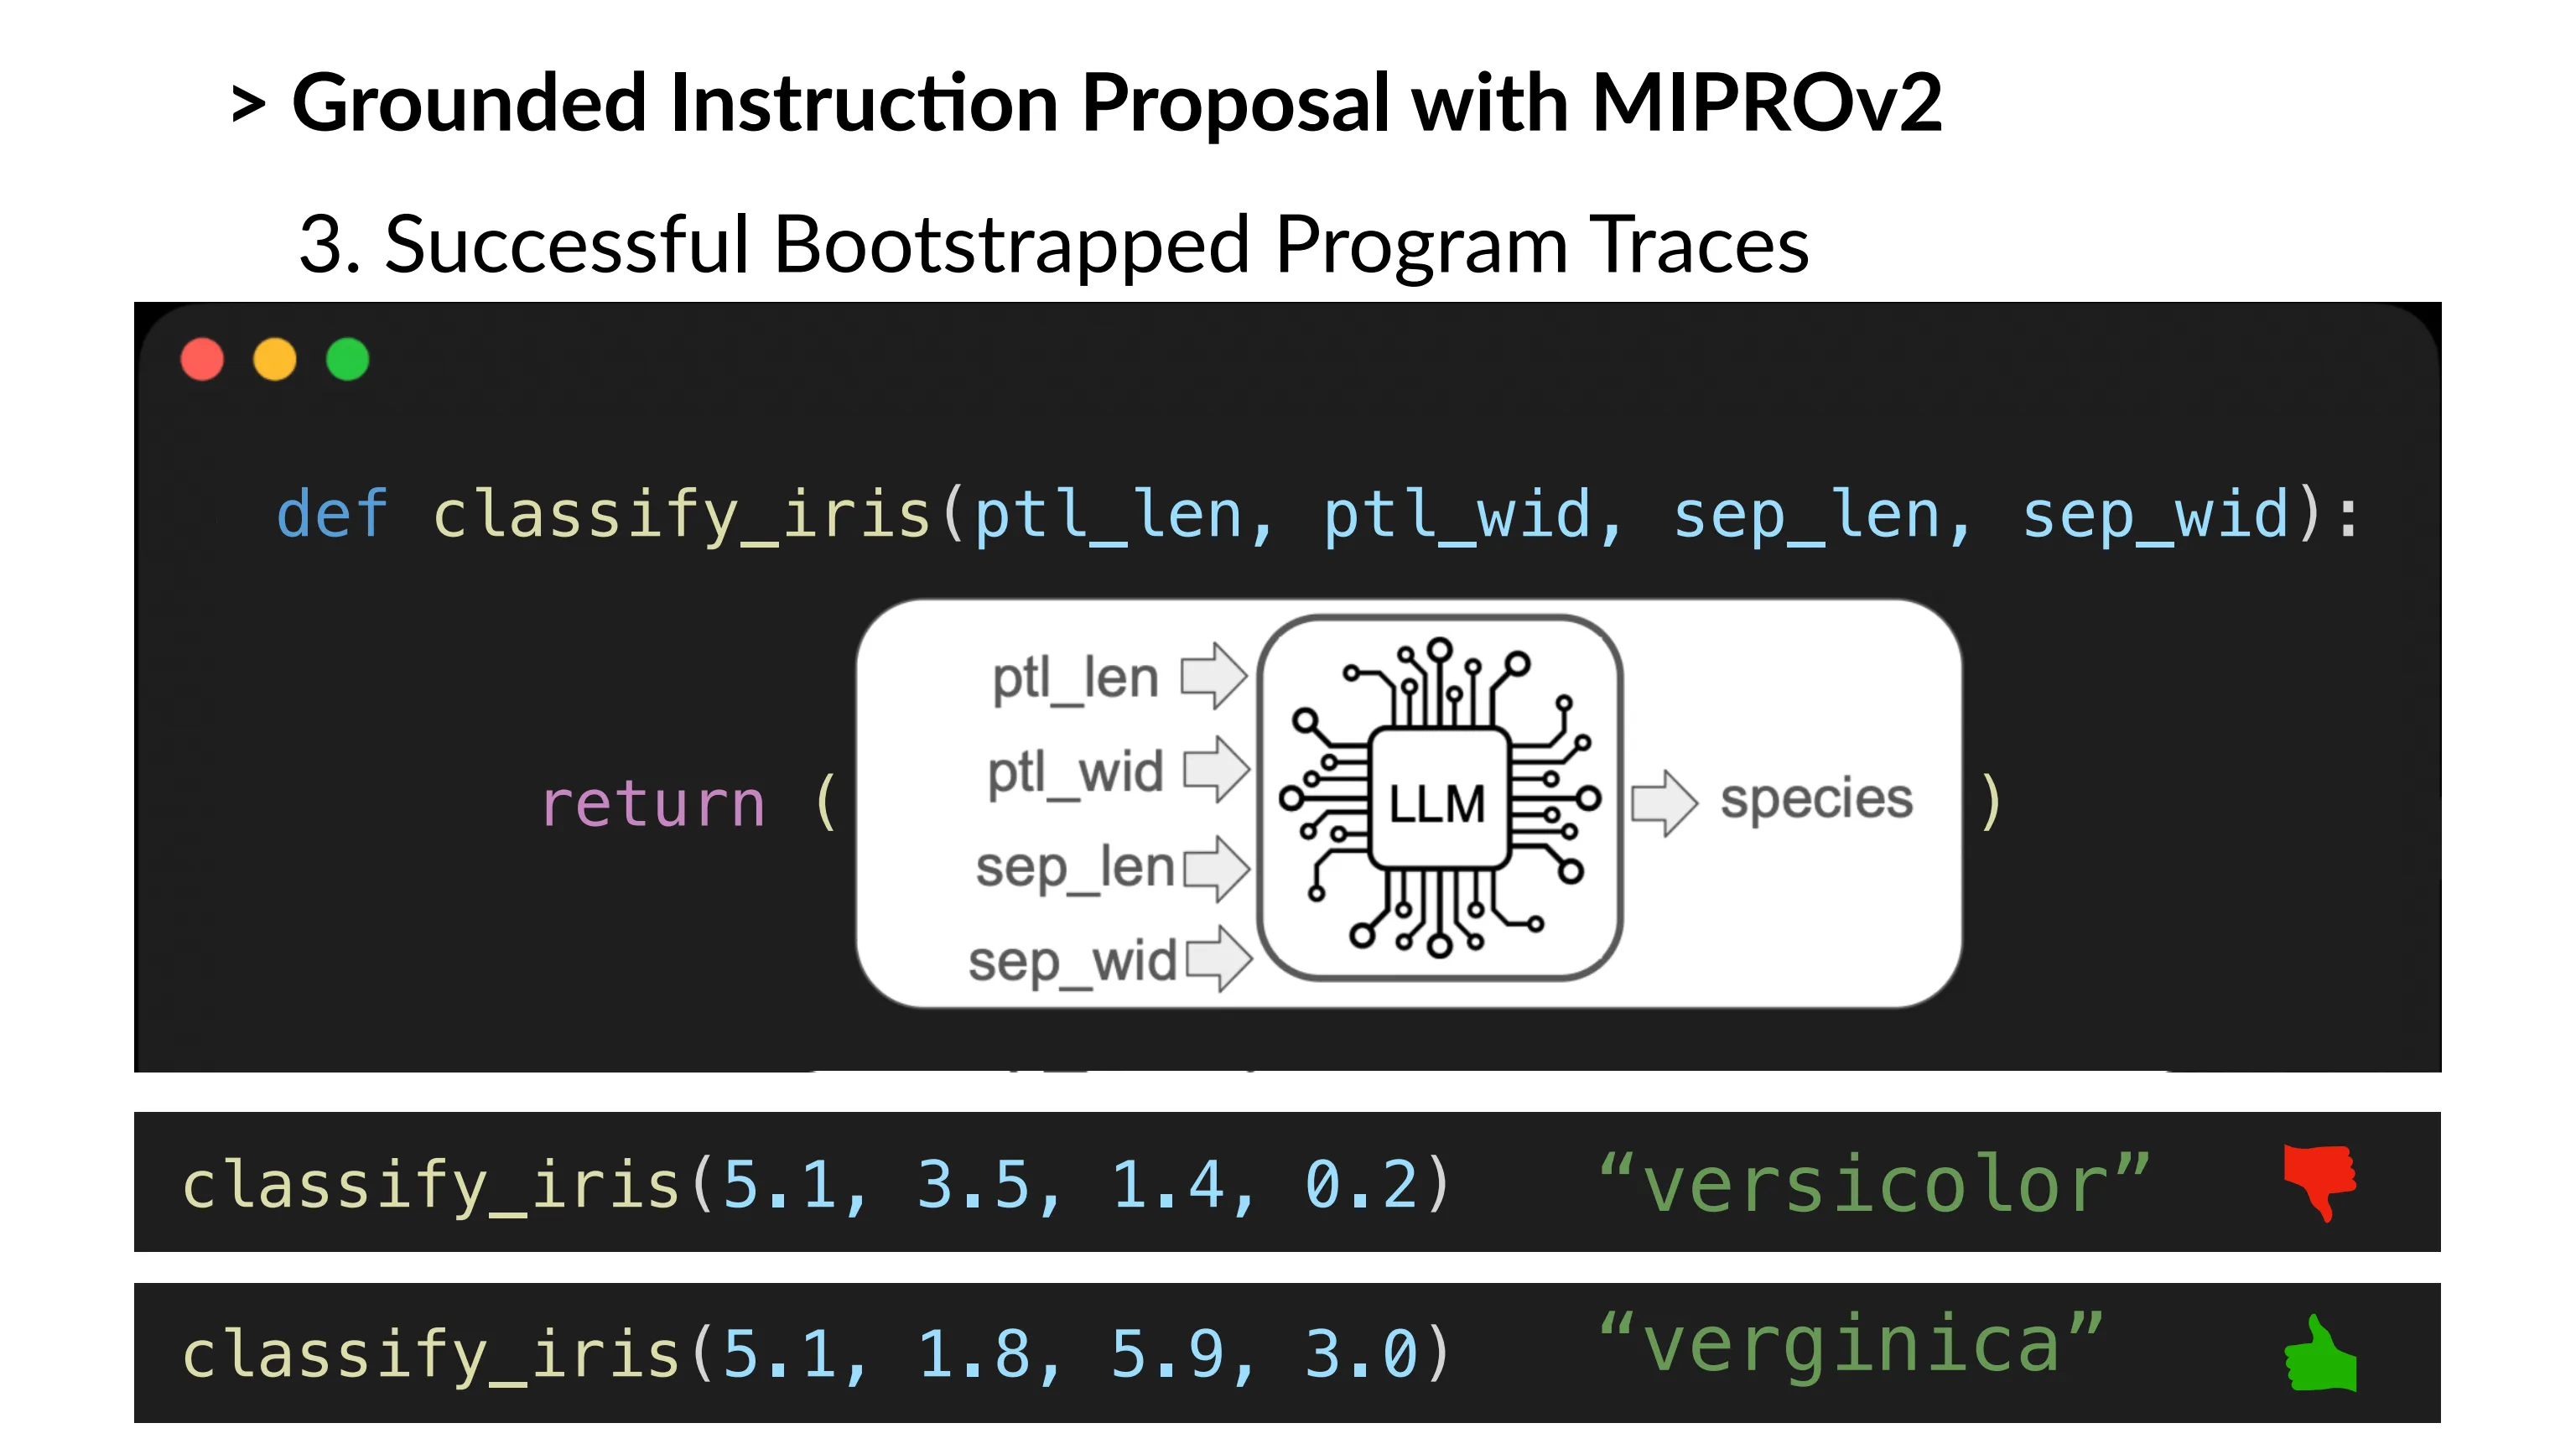 > Grounded Instruction Proposal with MIPROv2
3. Successful Bootstrapped Program Traces
def classify_iris(ptl_len, ptl_wid, sep_len, sep_wid):
ptl_len
ptl_wid
return ( LLM species )
sep_len
sep_wid
classify_iris(5.1, 3.5, 1.4, 0.2) “versicolor”
classify_iris(5.1, 1.8, 5.9, 3.0) “verginica”